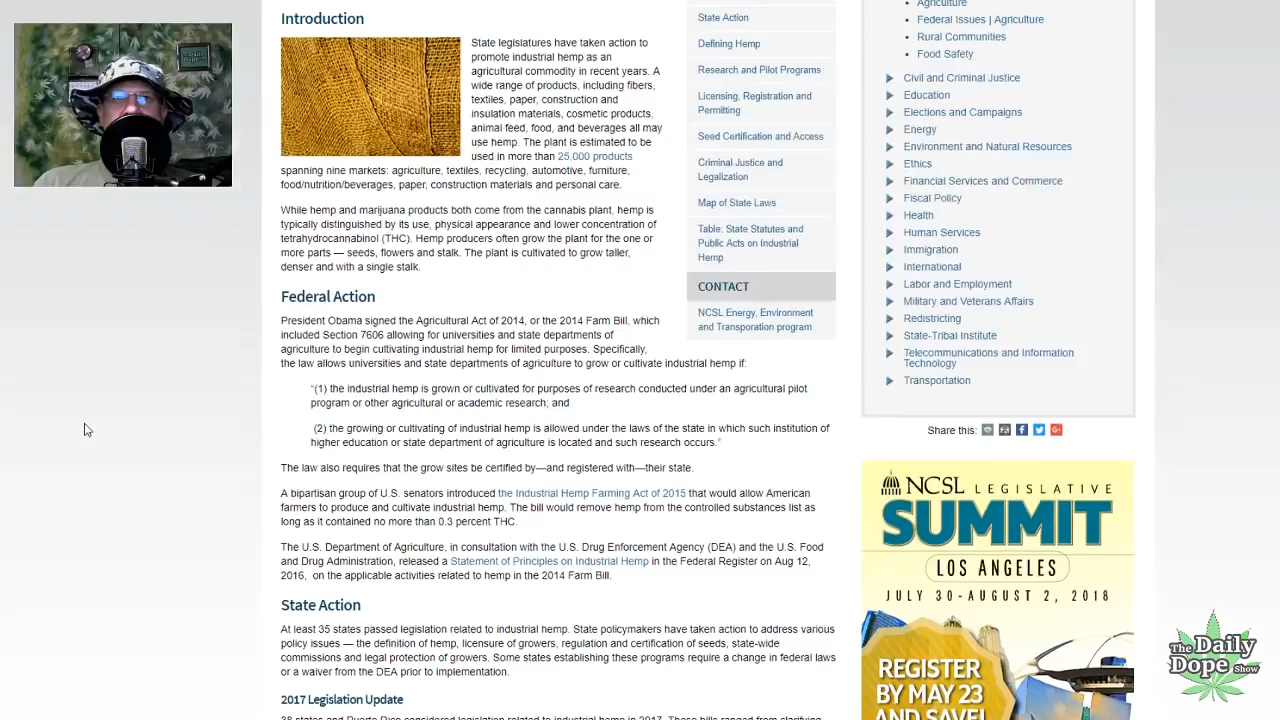 The Daily Dope
Introduction
State legislatures have taken action to
promote industrial hemp as an
agricultural commodity in recent years. A
wide range of products, including fibers,
textiles, paper, construction and
insulation materials, cosmetic products,
animal feed, food, and beverages all may
use hemp. The plant is estimated to be
used in more than 25,000 products
spanning nine markets: agriculture, textiles, recycling, automotive, furniture,
food/nutrition/beverages, paper, construction materials and personal care.
While hemp and marijuana products both come from the cannabis plant, hemp is
typically distinguished by its use, physical appearance and lower concentration of
tetrahydrocannabinol (THC). Hemp producers often grow the plant for the one or
more parts — seeds, flowers and stalk. The plant is cultivated to grow taller,
denser and with a single stalk.
Federal Action
President Obama signed the Agricultural Act of 2014, or the 2014 Farm Bill, which
included Section 7606 allowing for universities and state departments of
agriculture to begin cultivating industrial hemp for limited purposes. Specifically,
the law allows universities and state departments of agriculture to grow or cultivate industrial hemp if:
“(1) the industrial hemp is grown or cultivated for purposes of research conducted under an agricultural pilot
program or other agricultural or academic research; and
(2) the growing or cultivating of industrial hemp is allowed under the laws of the state in which such institution of
higher education or state department of agriculture is located and such research occurs.”
The law also requires that the grow sites be certified by—and registered with—their state.
A bipartisan group of U.S. senators introduced the Industrial Hemp Farming Act of 2015 that would allow American
farmers to produce and cultivate industrial hemp. The bill would remove hemp from the controlled substances list as
long as it contained no more than 0.3 percent THC.
The U.S. Department of Agriculture, in consultation with the U.S. Drug Enforcement Agency (DEA) and the U.S. Food
and Drug Administration, released a Statement of Principles on Industrial Hemp in the Federal Register on Aug 12,
2016, on the applicable activities related to hemp in the 2014 Farm Bill.
State Action
At least 35 states passed legislation related to industrial hemp. State policymakers have taken action to address various
policy issues — the definition of hemp, licensure of growers, regulation and certification of seeds, state-wide
commissions and legal protection of growers. Some states establishing these programs require a change in federal laws
or a waiver from the DEA prior to implementation.
2017 Legislation Update
38 states and Puerto Rico considered legislation related to industrial hemp in 2017. These bills ranged from clarifying
State Action
Defining Hemp
Research and Pilot Programs
Licensing, Registration and
Permitting
Seed Certification and Access
Criminal Justice and
Legalization
Map of State Laws
Table: State Statutes and
Public Acts on Industrial
Hemp
CONTACT
NCSL Energy, Environment
and Transporation program
Agriculture
Federal Issues | Agriculture
Rural Communities
Food Safety
Civil and Criminal Justice
Education
Elections and Campaigns
Energy
Environment and Natural Resources
Ethics
Financial Services and Commerce
Fiscal Policy
Health
Human Services
Immigration
International
Labor and Employment
Military and Veterans Affairs
Redistricting
State-Tribal Institute
Telecommunications and Information
Technology
Transportation
Share this:
NCSL LEGISLATIVE
SUMMIT
LOS ANGELES
JULY 30-AUGUST 2, 2018
REGISTER
BY MAY 23
AND SAVE!
The Daily
Dope Show